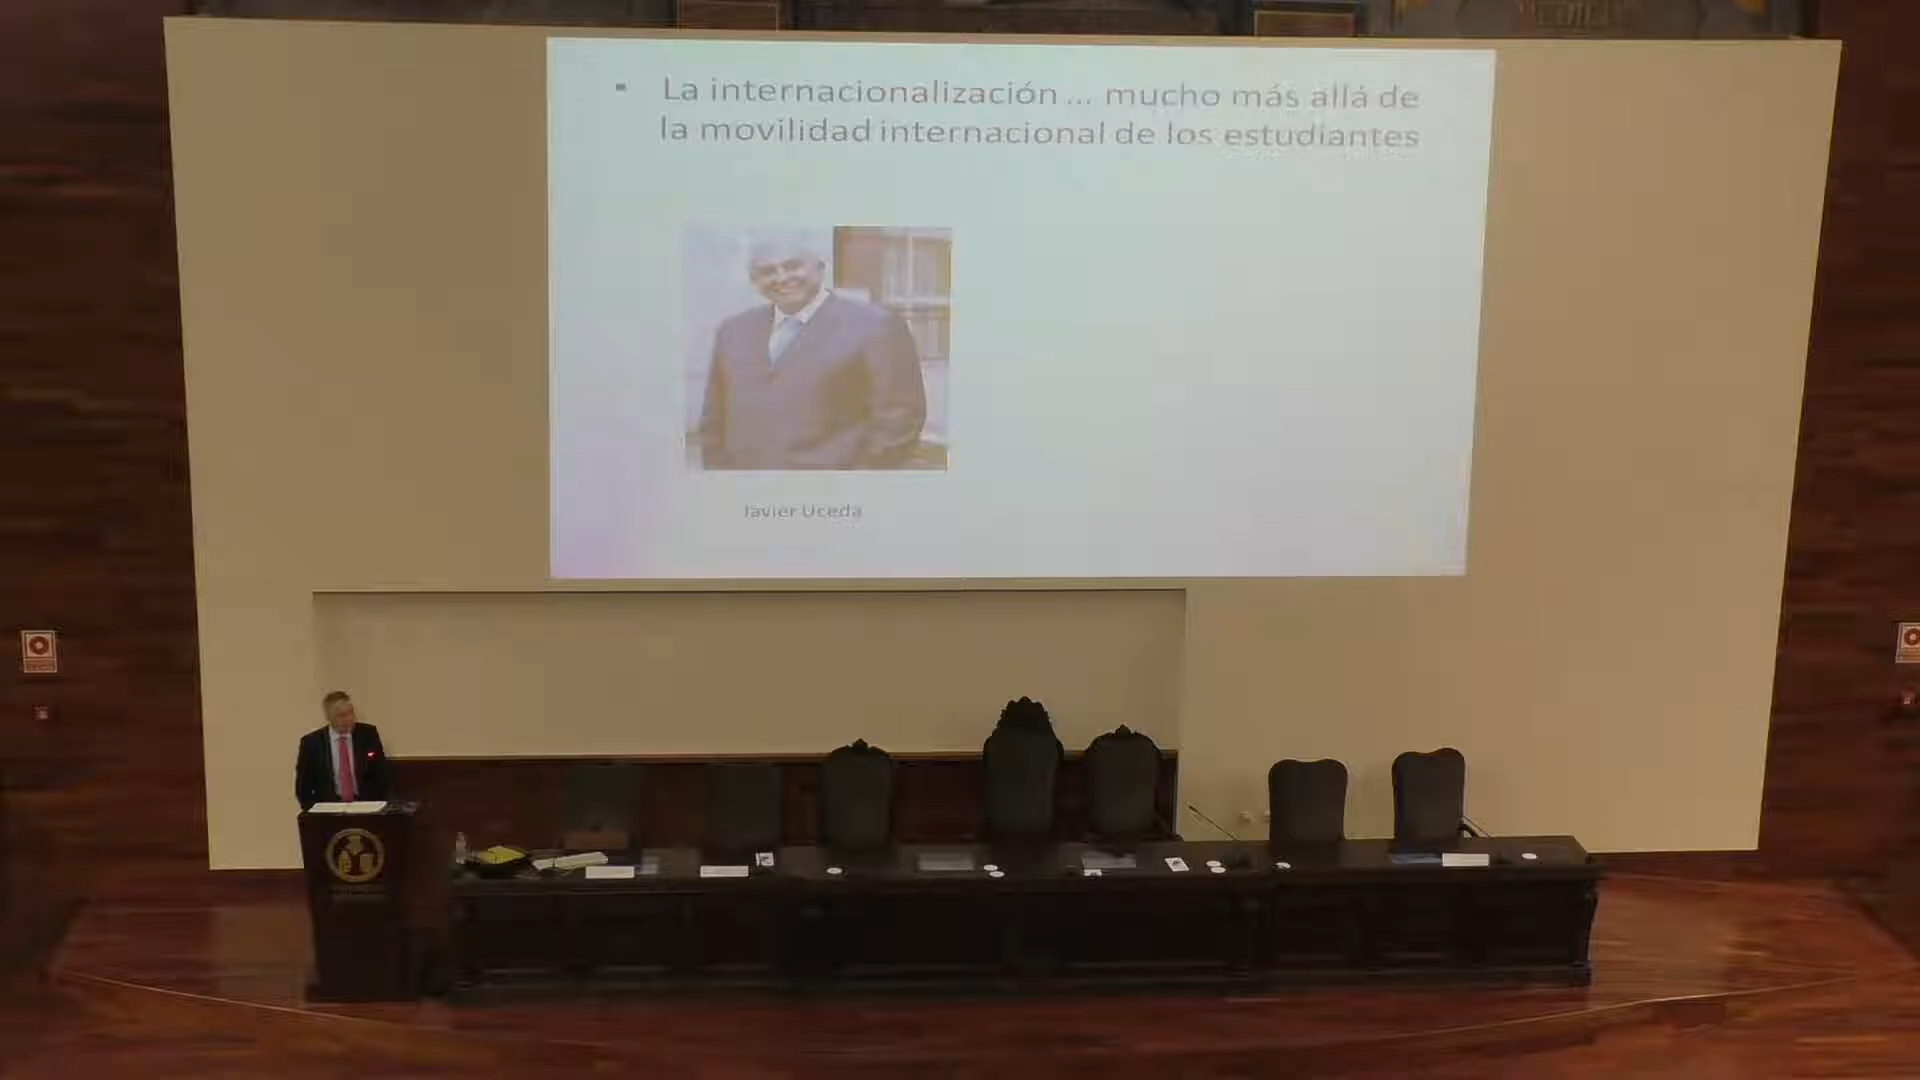 ▪ La internacionalización ... mucho más allá de
la movilidad internacional de los estudiantes
Javier Uceda